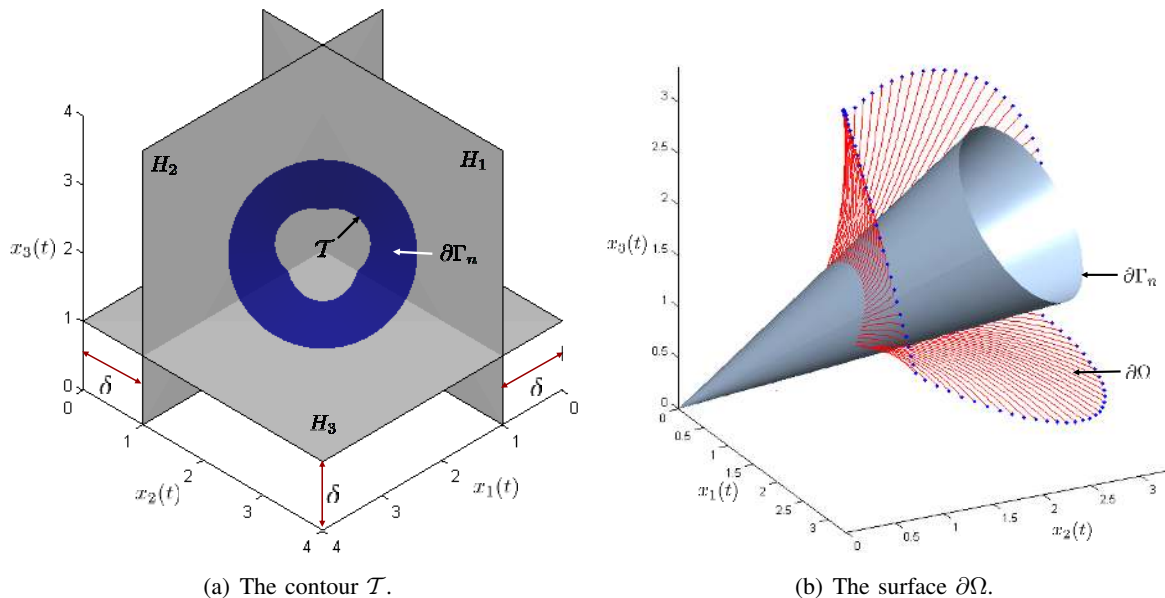 4
3
2
1
0
x₃(t)
H₂
H₁
𝒯
∂Γₙ
δ
δ
0
0
H₃
1
1
2
δ
2
x₂(t)
x₁(t)
3
3
4 4
(a) The contour 𝒯.
3
2.5
2
1.5
1
0.5
0
x₃(t)
∂Γₙ
∂Ω
0
0.5
1
1.5
2
2.5
3
x₁(t)
0
0.5
1
1.5
2
2.5
3
x₂(t)
(b) The surface ∂Ω.